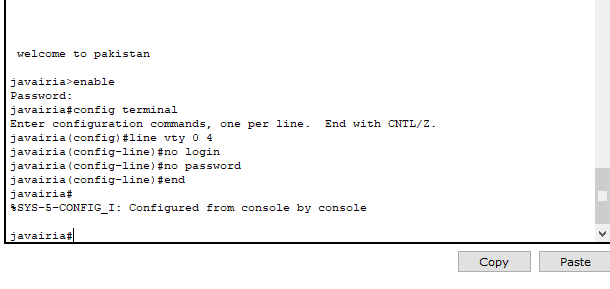 welcome to pakistan
javairia>enable
Password:
javairia#config terminal
Enter configuration commands, one per line.  End with CNTL/Z.
javairia(config)#line vty 0 4
javairia(config-line)#no login
javairia(config-line)#no password
javairia(config-line)#end
javairia#
%SYS-5-CONFIG_I: Configured from console by console
javairia#
Copy Paste